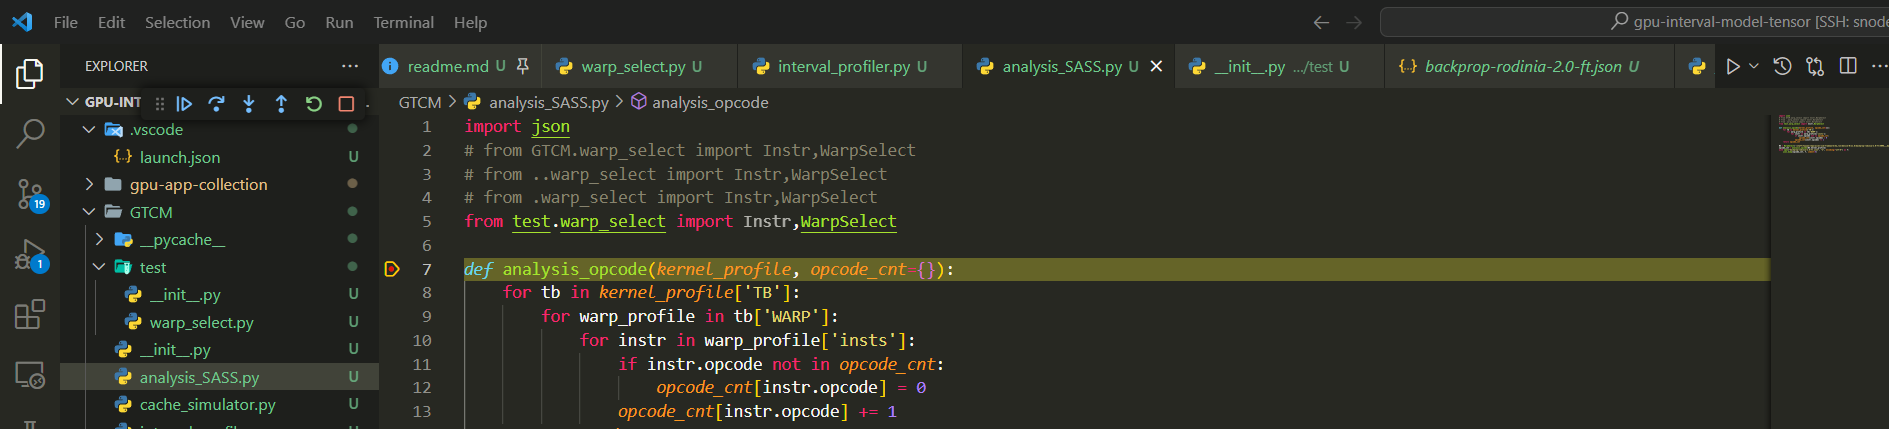 File Edit Selection View Go Run Terminal Help
gpu-interval-model-tensor [SSH: snode
EXPLORER
readme.md U
warp_select.py U
interval_profiler.py U
analysis_SASS.py U
__init__.py .../test U
{..} backprop-rodinia-2.0-ft.json U
GPU-INT
GTCM > analysis_SASS.py > analysis_opcode
.vscode
{..} launch.json U
gpu-app-collection
GTCM
__pycache__
test
__init__.py U
warp_select.py U
__init__.py U
analysis_SASS.py U
cache_simulator.py U
19
1
1 import json
2 # from GTCM.warp_select import Instr,WarpSelect
3 # from ..warp_select import Instr,WarpSelect
4 # from .warp_select import Instr,WarpSelect
5 from test.warp_select import Instr,WarpSelect
6
7 def analysis_opcode(kernel_profile, opcode_cnt={}):
8 for tb in kernel_profile['TB']:
9 for warp_profile in tb['WARP']:
10 for instr in warp_profile['insts']:
11 if instr.opcode not in opcode_cnt:
12 opcode_cnt[instr.opcode] = 0
13 opcode_cnt[instr.opcode] += 1